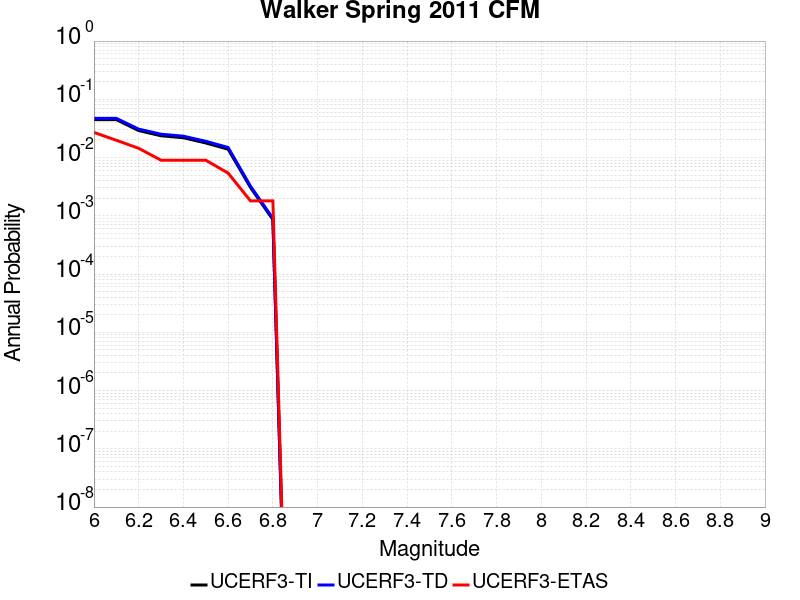 Walker Spring 2011 CFM
10 0
10 -1
10 -2
10 -3
10 -4
10 -5
10 -6
10 -7
10 -8
Annual Probability
6 6.2 6.4 6.6 6.8 7 7.2 7.4 7.6 7.8 8 8.2 8.4 8.6 8.8 9
Magnitude
UCERF3-TI UCERF3-TD UCERF3-ETAS